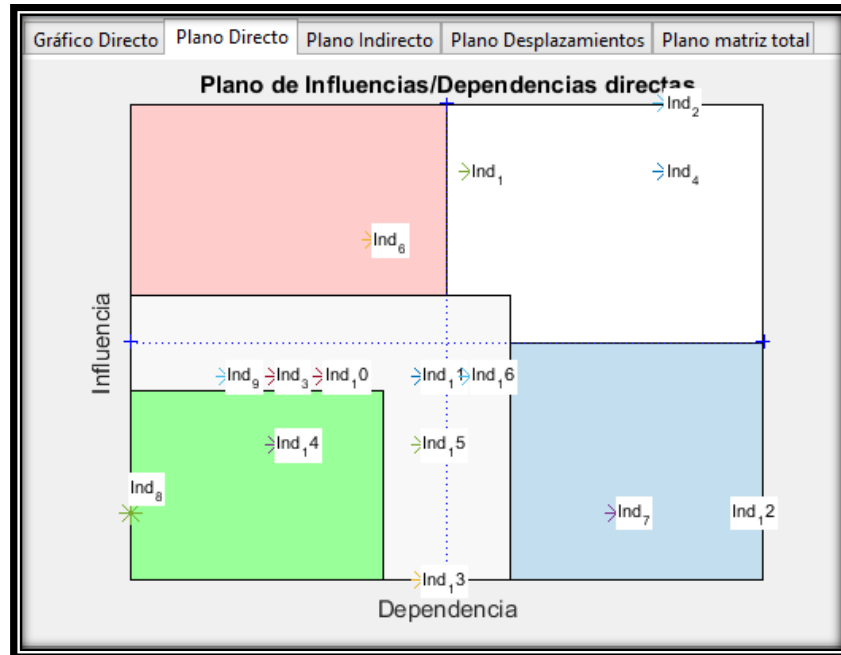 Gráfico Directo Plano Directo Plano Indirecto Plano Desplazamientos Plano matriz total
Plano de Influencias/Dependencias directas
Ind₂
Ind₁ Ind₄
Ind₆
Influencia
Ind₉ Ind₃ Ind₁0 Ind₁1 Ind₁6
Ind₁4 Ind₁5
Ind₈
Ind₇ Ind₁2
Ind₁3
Dependencia